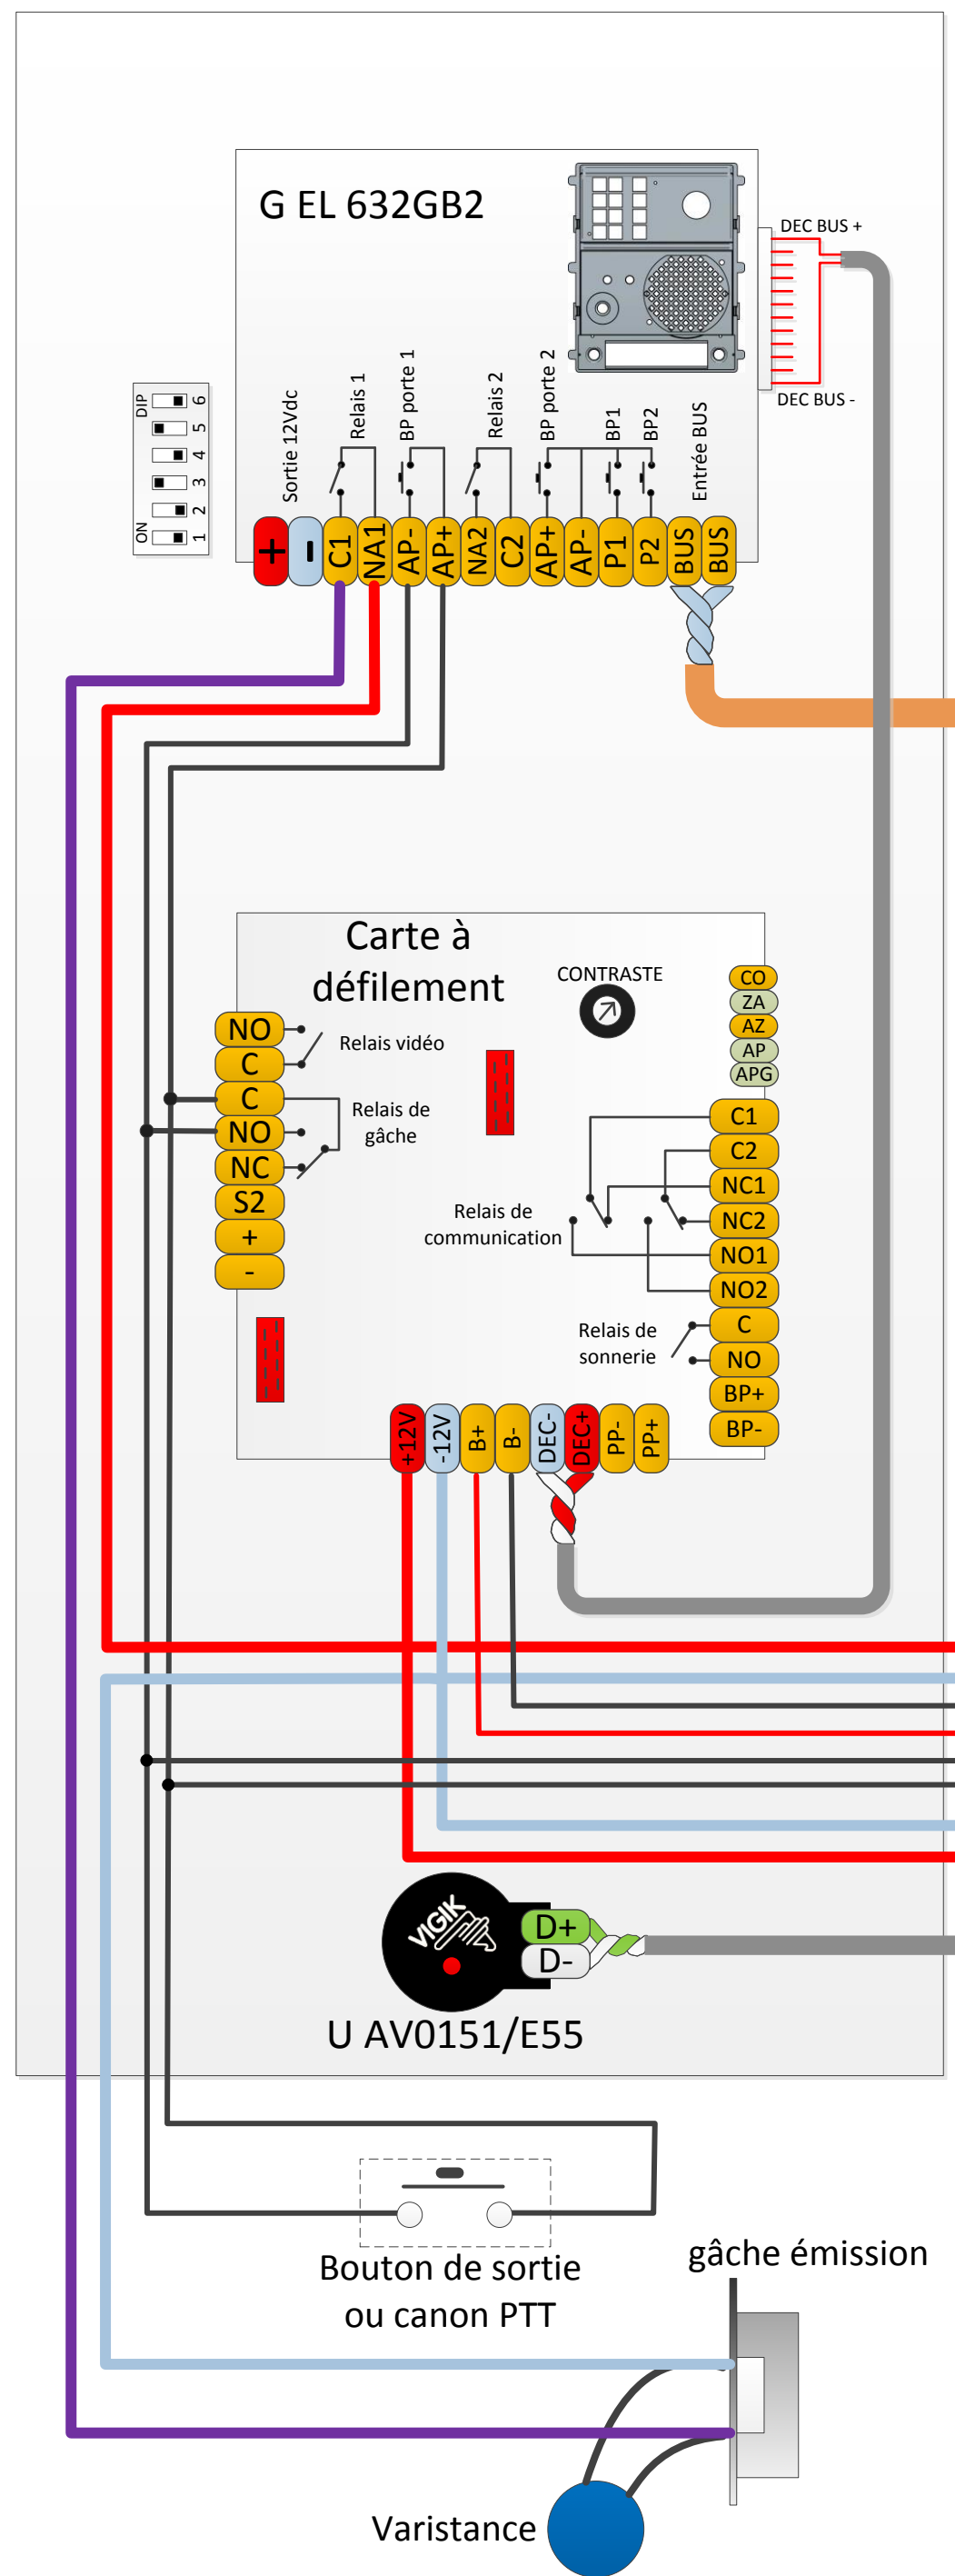 G EL 632GB2
DEC BUS +
DEC BUS -
DIP
ON
1
2
3
4
5
6
Sortie 12Vdc
Relais 1
BP porte 1
Relais 2
BP porte 2
BP1
BP2
Entrée BUS
+
-
C1
NA1
AP-
AP+
NA2
C2
AP+
AP-
P1
P2
BUS
BUS
Carte à
défilement
CONTRASTE
CO
ZA
AZ
AP
APG
NO
C
C
NO
NC
S2
+
-
Relais vidéo
Relais de
gâche
C1
C2
NC1
NC2
NO1
NO2
C
NO
BP+
BP-
Relais de
communication
Relais de
sonnerie
+12V
-12V
B+
B-
DEC-
DEC+
PP-
PP+
VIGIK
D+
D-
U AV0151/E55
Bouton de sortie
ou canon PTT
gâche émission
Varistance